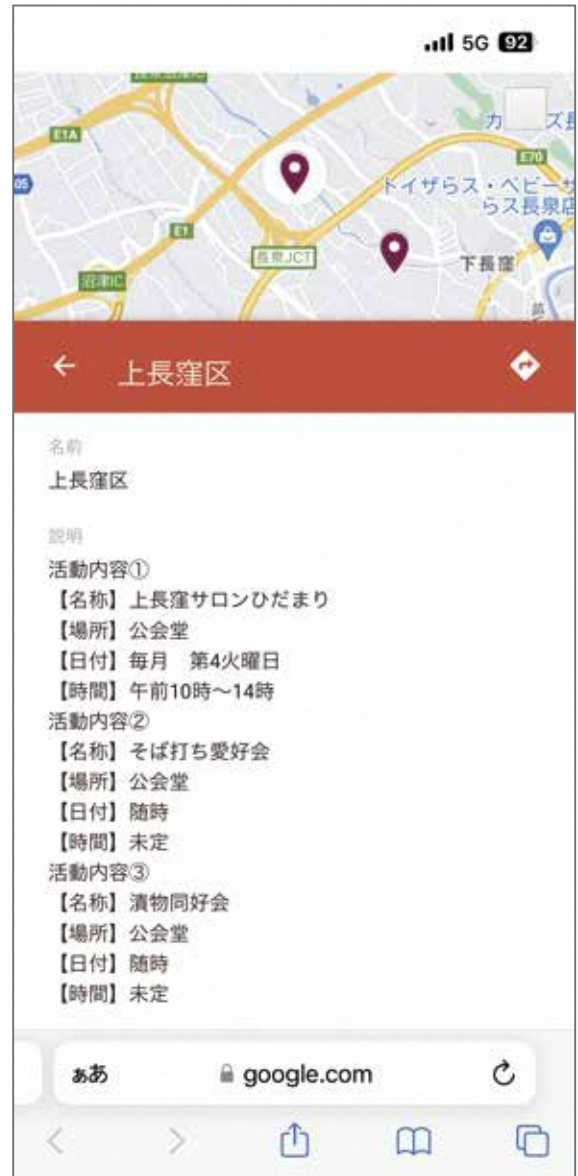 5G 92
E1A
カ
ズ長
E70
05
トイザらス・ベビーザ
らス長泉店
E1
長泉JCT
下長窪
沼津IC
← 上長窪区
名前
上長窪区
説明
活動内容①
【名称】上長窪サロンひだまり
【場所】公会堂
【日付】毎月　第4火曜日
【時間】午前10時～14時
活動内容②
【名称】そば打ち愛好会
【場所】公会堂
【日付】随時
【時間】未定
活動内容③
【名称】漬物同好会
【場所】公会堂
【日付】随時
【時間】未定
ぁあ google.com